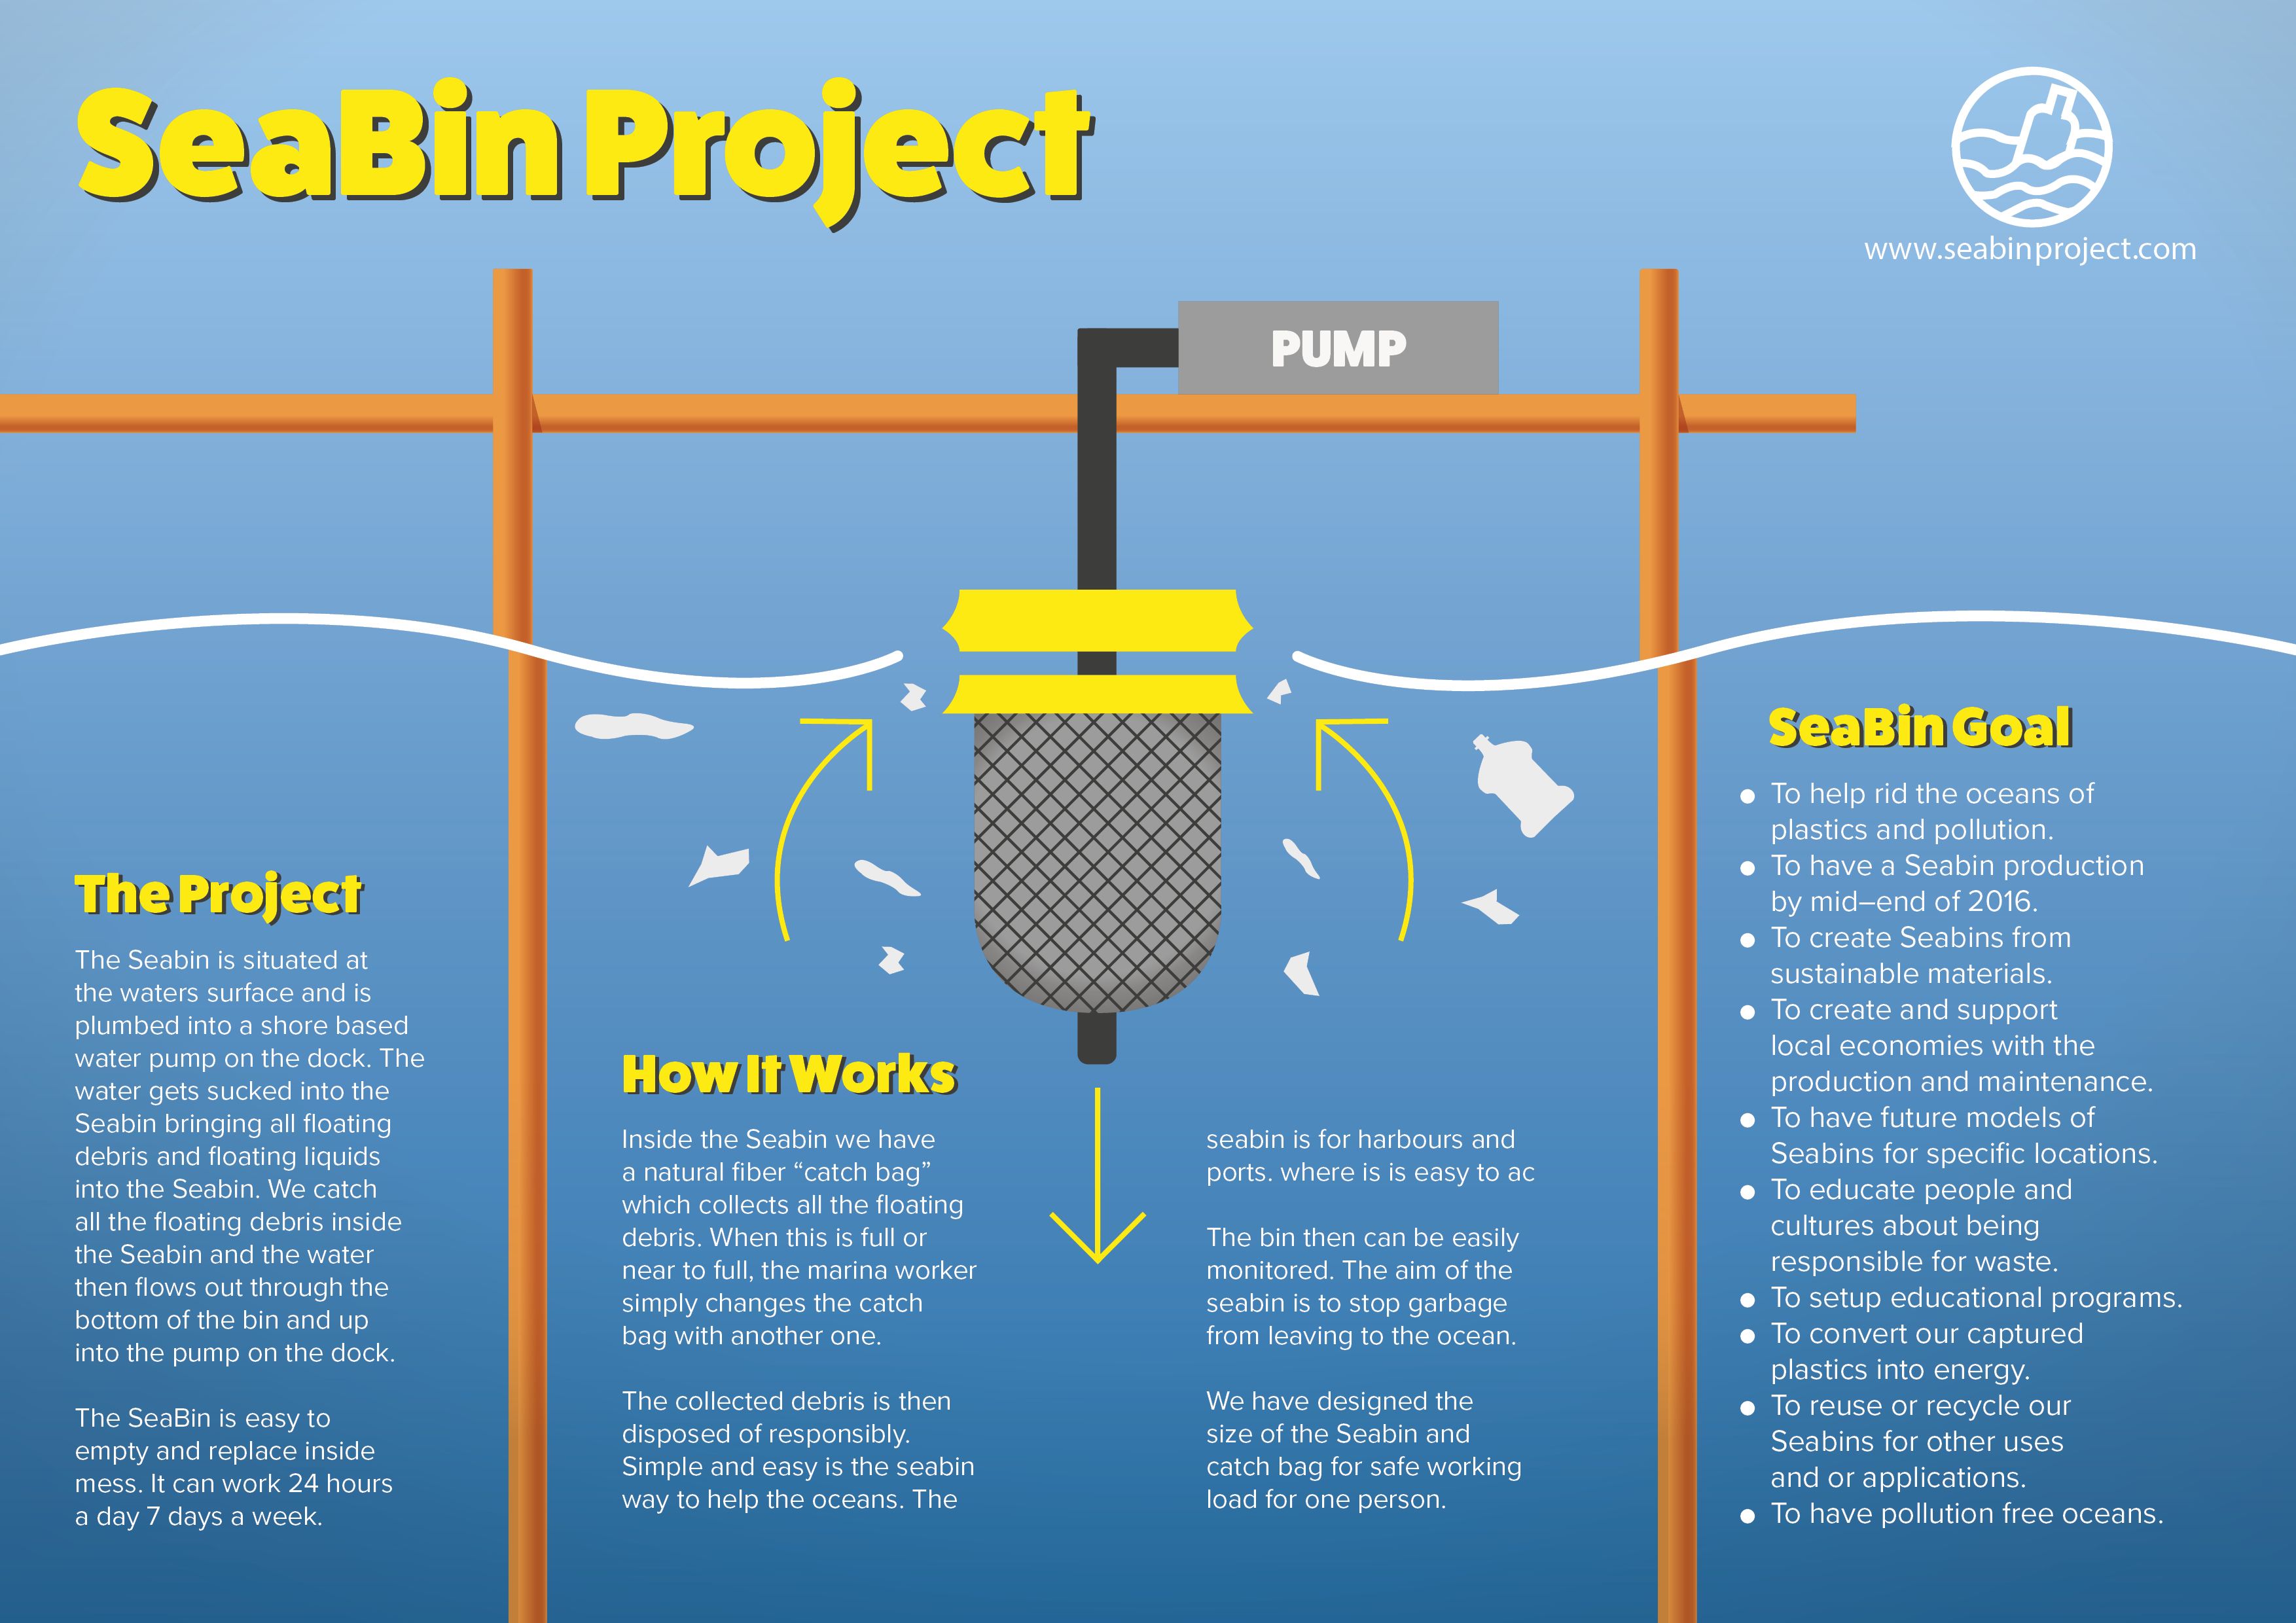 SeaBin Project
www.seabinproject.com
PUMP
The Project
The Seabin is situated at
the waters surface and is
plumbed into a shore based
water pump on the dock. The
water gets sucked into the
Seabin bringing all floating
debris and floating liquids
into the Seabin. We catch
all the floating debris inside
the Seabin and the water
then flows out through the
bottom of the bin and up
into the pump on the dock.
The SeaBin is easy to
empty and replace inside
mess. It can work 24 hours
a day 7 days a week.
How It Works
Inside the Seabin we have
a natural fiber “catch bag”
which collects all the floating
debris. When this is full or
near to full, the marina worker
simply changes the catch
bag with another one.
The collected debris is then
disposed of responsibly.
Simple and easy is the seabin
way to help the oceans. The
seabin is for harbours and
ports. where is is easy to ac
The bin then can be easily
monitored. The aim of the
seabin is to stop garbage
from leaving to the ocean.
We have designed the
size of the Seabin and
catch bag for safe working
load for one person.
SeaBin Goal
● To help rid the oceans of
plastics and pollution.
● To have a Seabin production
by mid–end of 2016.
● To create Seabins from
sustainable materials.
● To create and support
local economies with the
production and maintenance.
● To have future models of
Seabins for specific locations.
● To educate people and
cultures about being
responsible for waste.
● To setup educational programs.
● To convert our captured
plastics into energy.
● To reuse or recycle our
Seabins for other uses
and or applications.
● To have pollution free oceans.